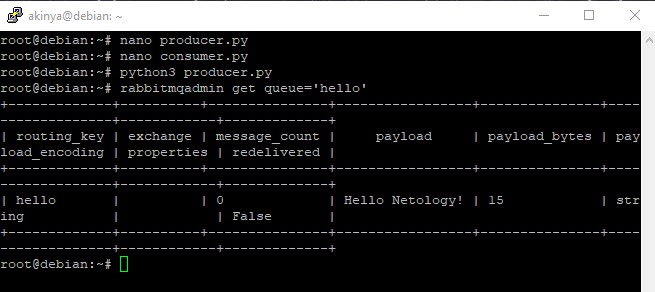 akinya@debian: ~
root@debian:~# nano producer.py
root@debian:~# nano consumer.py
root@debian:~# python3 producer.py
root@debian:~# rabbitmqadmin get queue='hello'
+-------------+----------+---------------+----------------+---------------+----
--------------+------------+-------------+
| routing_key | exchange | message_count |    payload     | payload_bytes | pay
load_encoding | properties | redelivered |
+-------------+----------+---------------+----------------+---------------+----
--------------+------------+-------------+
| hello       |          | 0             | Hello Netology! | 15            | str
ing           |            | False       |
+-------------+----------+---------------+----------------+---------------+----
--------------+------------+-------------+
root@debian:~#